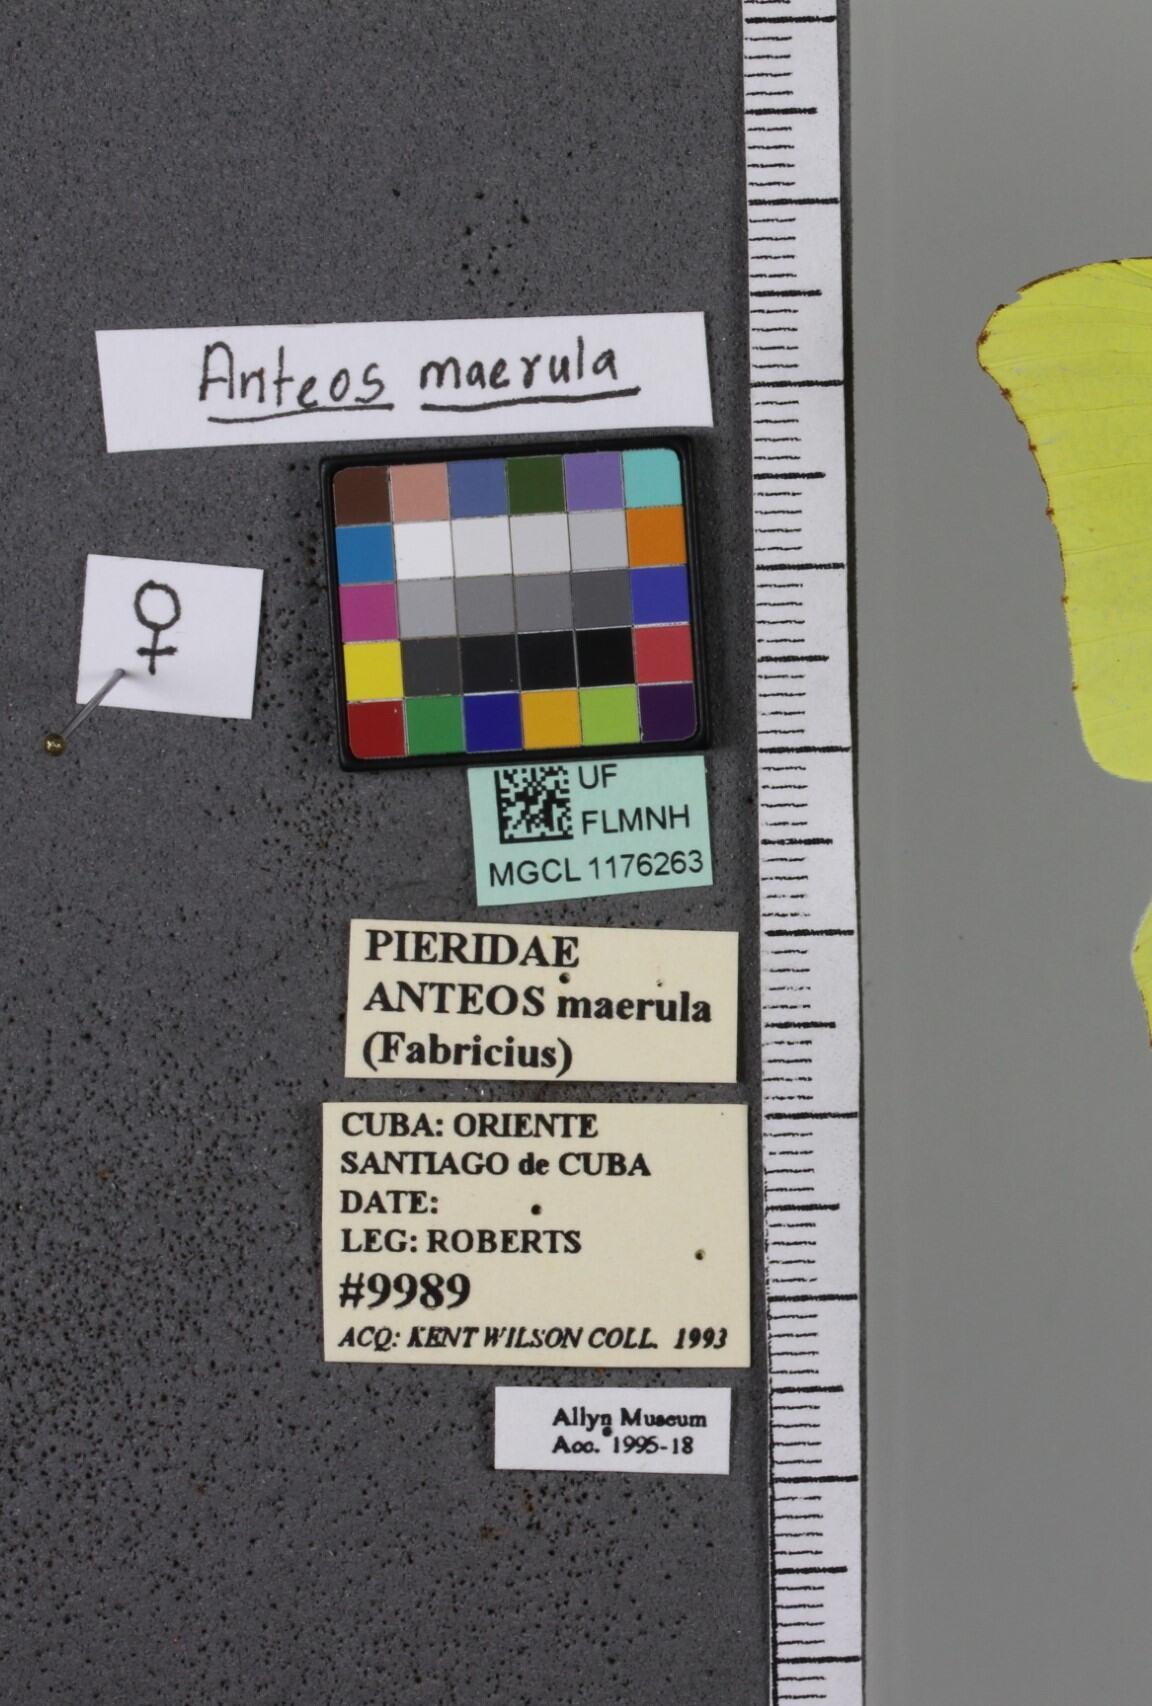 Anteos maerula
♀
UF
FLMNH
MGCL 1176263
PIERIDAE
ANTEOS maerula
(Fabricius)
CUBA: ORIENTE
SANTIAGO de CUBA
DATE:
LEG: ROBERTS
#9989
ACQ: KENT WILSON COLL. 1993
Allyn Museum
Acc. 1995-18